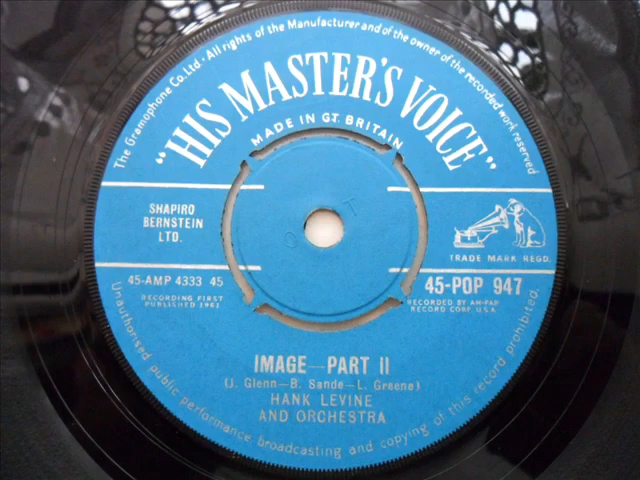 The Gramophone Co. Ltd. · All rights of the Manufacturer and of the owner of the recorded work reserved
"HIS MASTER'S VOICE"
MADE IN GT. BRITAIN
SHAPIRO
BERNSTEIN
LTD.
TRADE MARK REGD.
45-AMP 4333 45
45-POP 947
RECORDING FIRST
PUBLISHED 1961
RECORDED BY AM-PAR
RECORD CORP. U.S.A.
IMAGE—PART II
(J. Glenn—B. Sande—L. Greene)
HANK LEVINE
AND ORCHESTRA
Unauthorised public performance broadcasting and copying of this record prohibited.